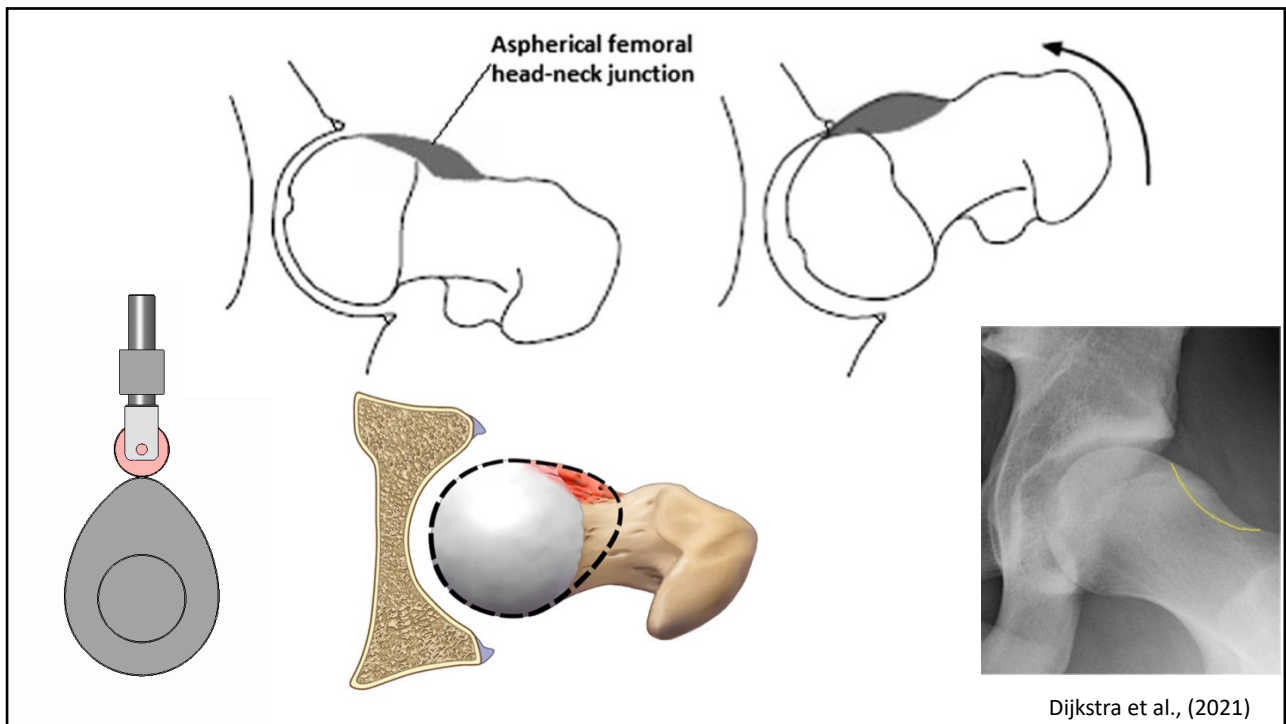 Aspherical femoral
head-neck junction
Dijkstra et al., (2021)